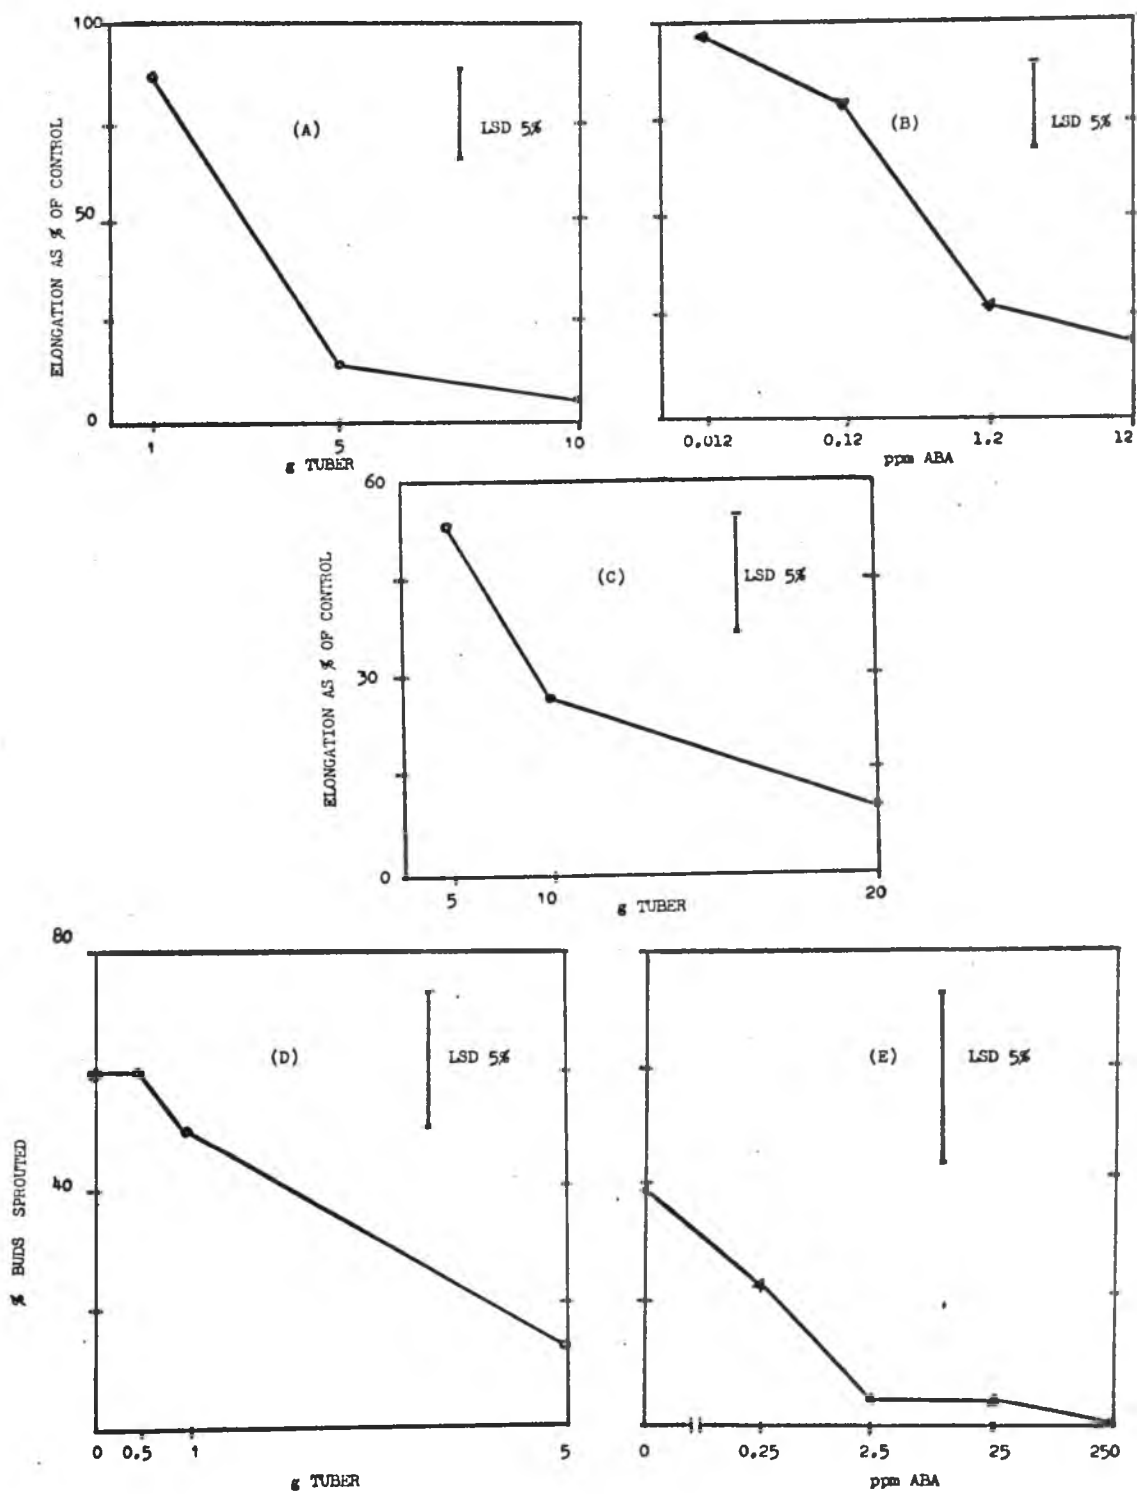 100
50
0
ELONGATION AS % OF CONTROL
(A)
LSD 5%
1 5 10
g TUBER
(B)
LSD 5%
0.012 0.12 1.2 12
ppm ABA
60
30
0
ELONGATION AS % OF CONTROL
(C)
LSD 5%
5 10 20
g TUBER
80
40
% BUDS SPROUTED
(D)
LSD 5%
0 0.5 1 5
g TUBER
(E)
LSD 5%
0 0.25 2.5 25 250
ppm ABA